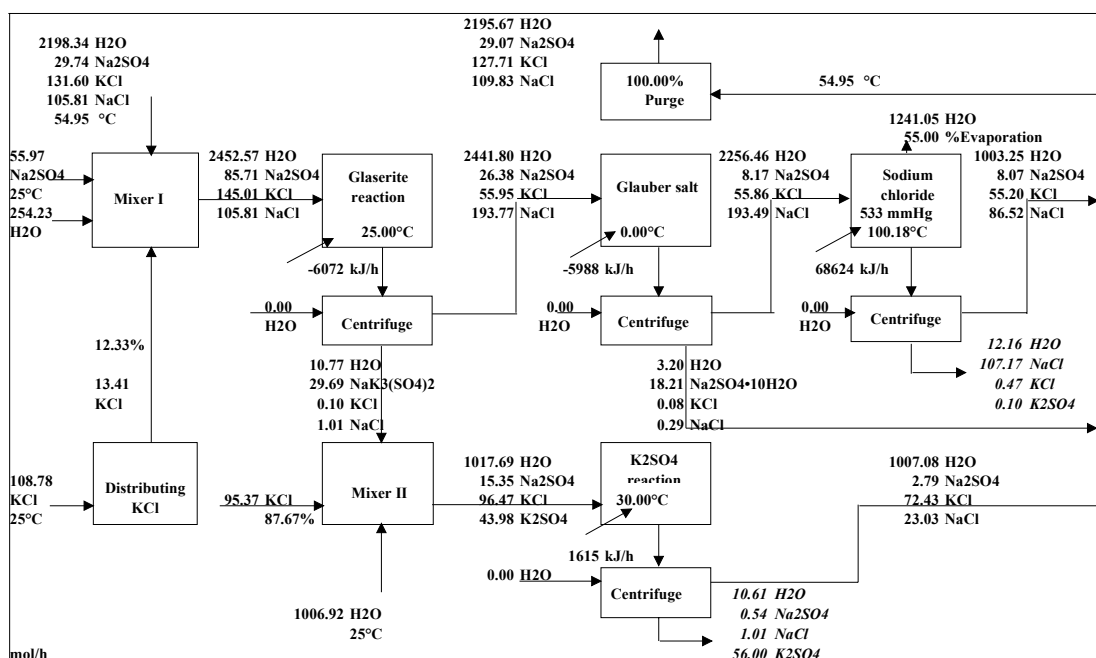 2198.34 H2O
29.74 Na2SO4
131.60 KCl
105.81 NaCl
54.95 °C
2195.67 H2O
29.07 Na2SO4
127.71 KCl
109.83 NaCl
100.00%
Purge
54.95 °C
1241.05 H2O
55.00 %Evaporation
55.97
Na2SO4
25°C
254.23
H2O
Mixer I
2452.57 H2O
85.71 Na2SO4
145.01 KCl
105.81 NaCl
Glaserite
reaction
25.00°C
-6072 kJ/h
2441.80 H2O
26.38 Na2SO4
55.95 KCl
193.77 NaCl
Glauber salt
0.00°C
-5988 kJ/h
2256.46 H2O
8.17 Na2SO4
55.86 KCl
193.49 NaCl
Sodium
chloride
533 mmHg
100.18°C
68624 kJ/h
1003.25 H2O
8.07 Na2SO4
55.20 KCl
86.52 NaCl
0.00
H2O
Centrifuge
0.00
H2O
Centrifuge
0.00
H2O
Centrifuge
12.33%
13.41
KCl
10.77 H2O
29.69 NaK3(SO4)2
0.10 KCl
1.01 NaCl
3.20 H2O
18.21 Na2SO4•10H2O
0.08 KCl
0.29 NaCl
12.16 H2O
107.17 NaCl
0.47 KCl
0.10 K2SO4
108.78
KCl
25°C
Distributing
KCl
95.37 KCl
87.67%
Mixer II
1017.69 H2O
15.35 Na2SO4
96.47 KCl
43.98 K2SO4
K2SO4
reaction
30.00°C
1615 kJ/h
1007.08 H2O
2.79 Na2SO4
72.43 KCl
23.03 NaCl
0.00 H2O
Centrifuge
1006.92 H2O
25°C
10.61 H2O
0.54 Na2SO4
1.01 NaCl
56.00 K2SO4
mol/h